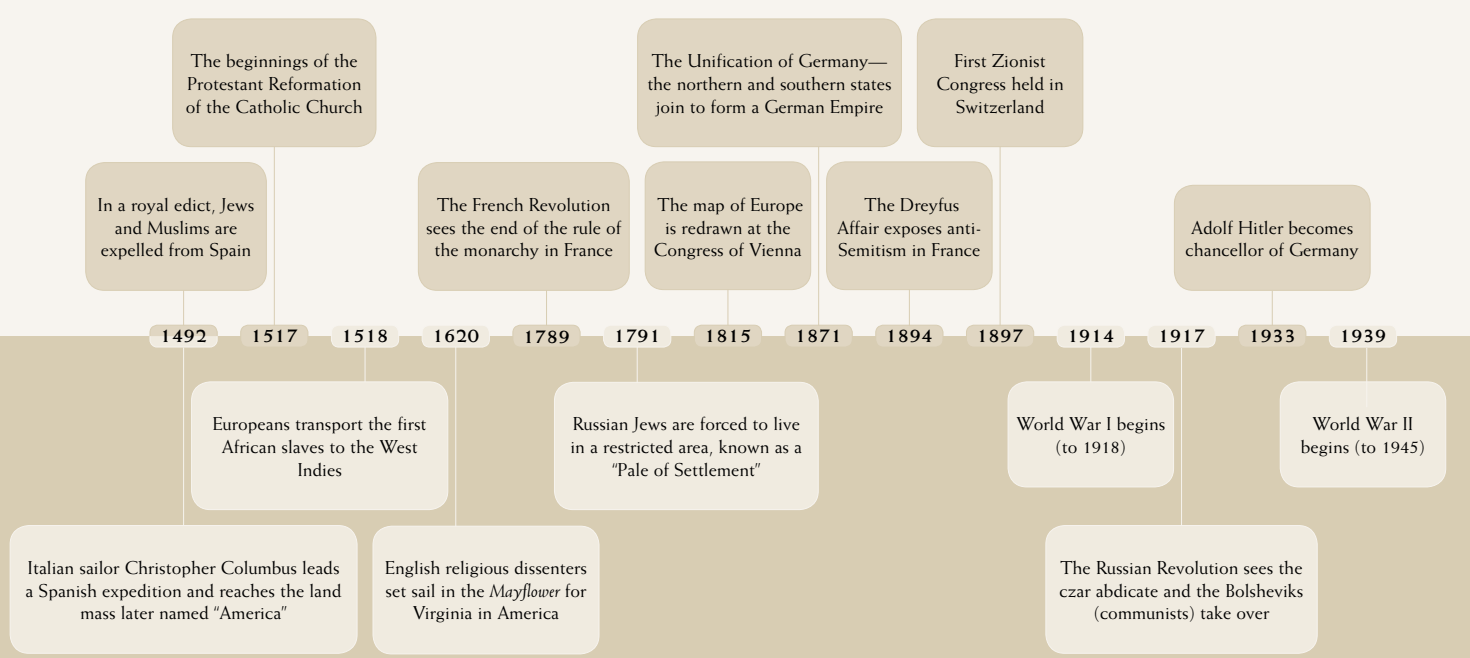 The beginnings of the
Protestant Reformation
of the Catholic Church
The Unification of Germany—
the northern and southern states
join to form a German Empire
First Zionist
Congress held in
Switzerland
In a royal edict, Jews
and Muslims are
expelled from Spain
The French Revolution
sees the end of the rule of
the monarchy in France
The map of Europe
is redrawn at the
Congress of Vienna
The Dreyfus
Affair exposes anti-
Semitism in France
Adolf Hitler becomes
chancellor of Germany
1492 1517 1518 1620 1789 1791 1815 1871 1894 1897 1914 1917 1933 1939
Europeans transport the first
African slaves to the West
Indies
Russian Jews are forced to live
in a restricted area, known as a
“Pale of Settlement”
World War I begins
(to 1918)
World War II
begins (to 1945)
Italian sailor Christopher Columbus leads
a Spanish expedition and reaches the land
mass later named “America”
English religious dissenters
set sail in the Mayflower for
Virginia in America
The Russian Revolution sees the
czar abdicate and the Bolsheviks
(communists) take over